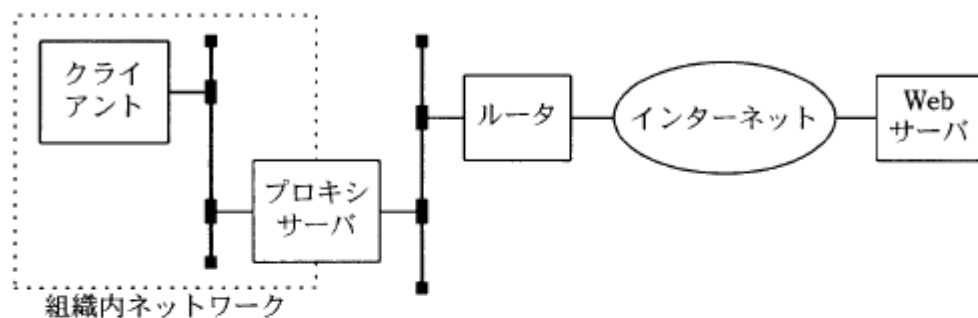 クライ
アント
プロキシ
サーバ
ルータ
インターネット
Web
サーバ
組織内ネットワーク